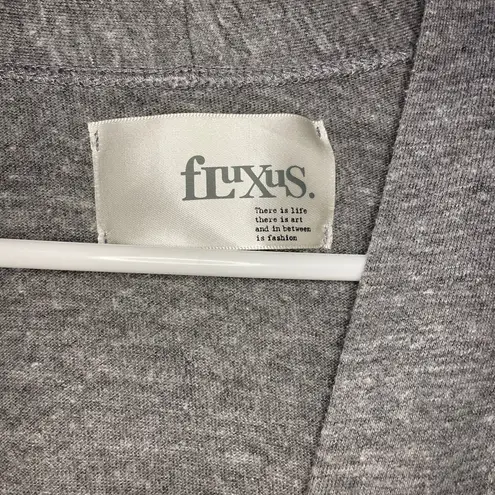 fLuXuS.
There is life
there is art
and in between
is fashion